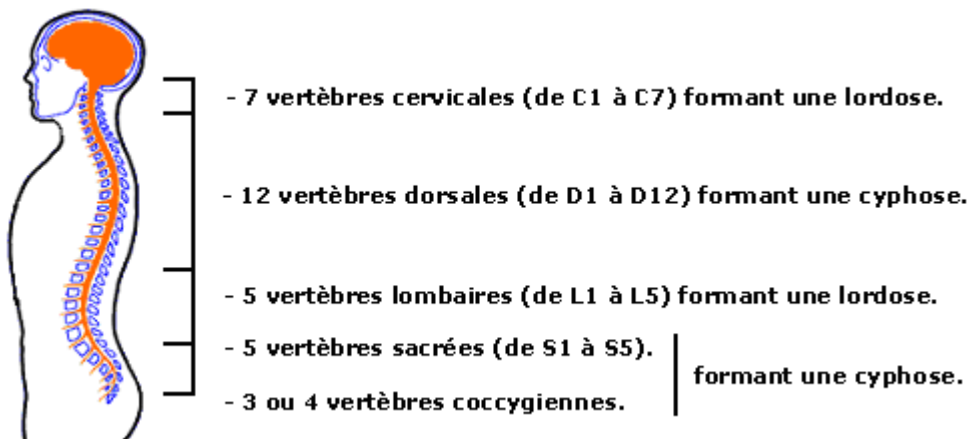 - 7 vertèbres cervicales (de C1 à C7) formant une lordose.
- 12 vertèbres dorsales (de D1 à D12) formant une cyphose.
- 5 vertèbres lombaires (de L1 à L5) formant une lordose.
- 5 vertèbres sacrées (de S1 à S5).
formant une cyphose.
- 3 ou 4 vertèbres coccygiennes.